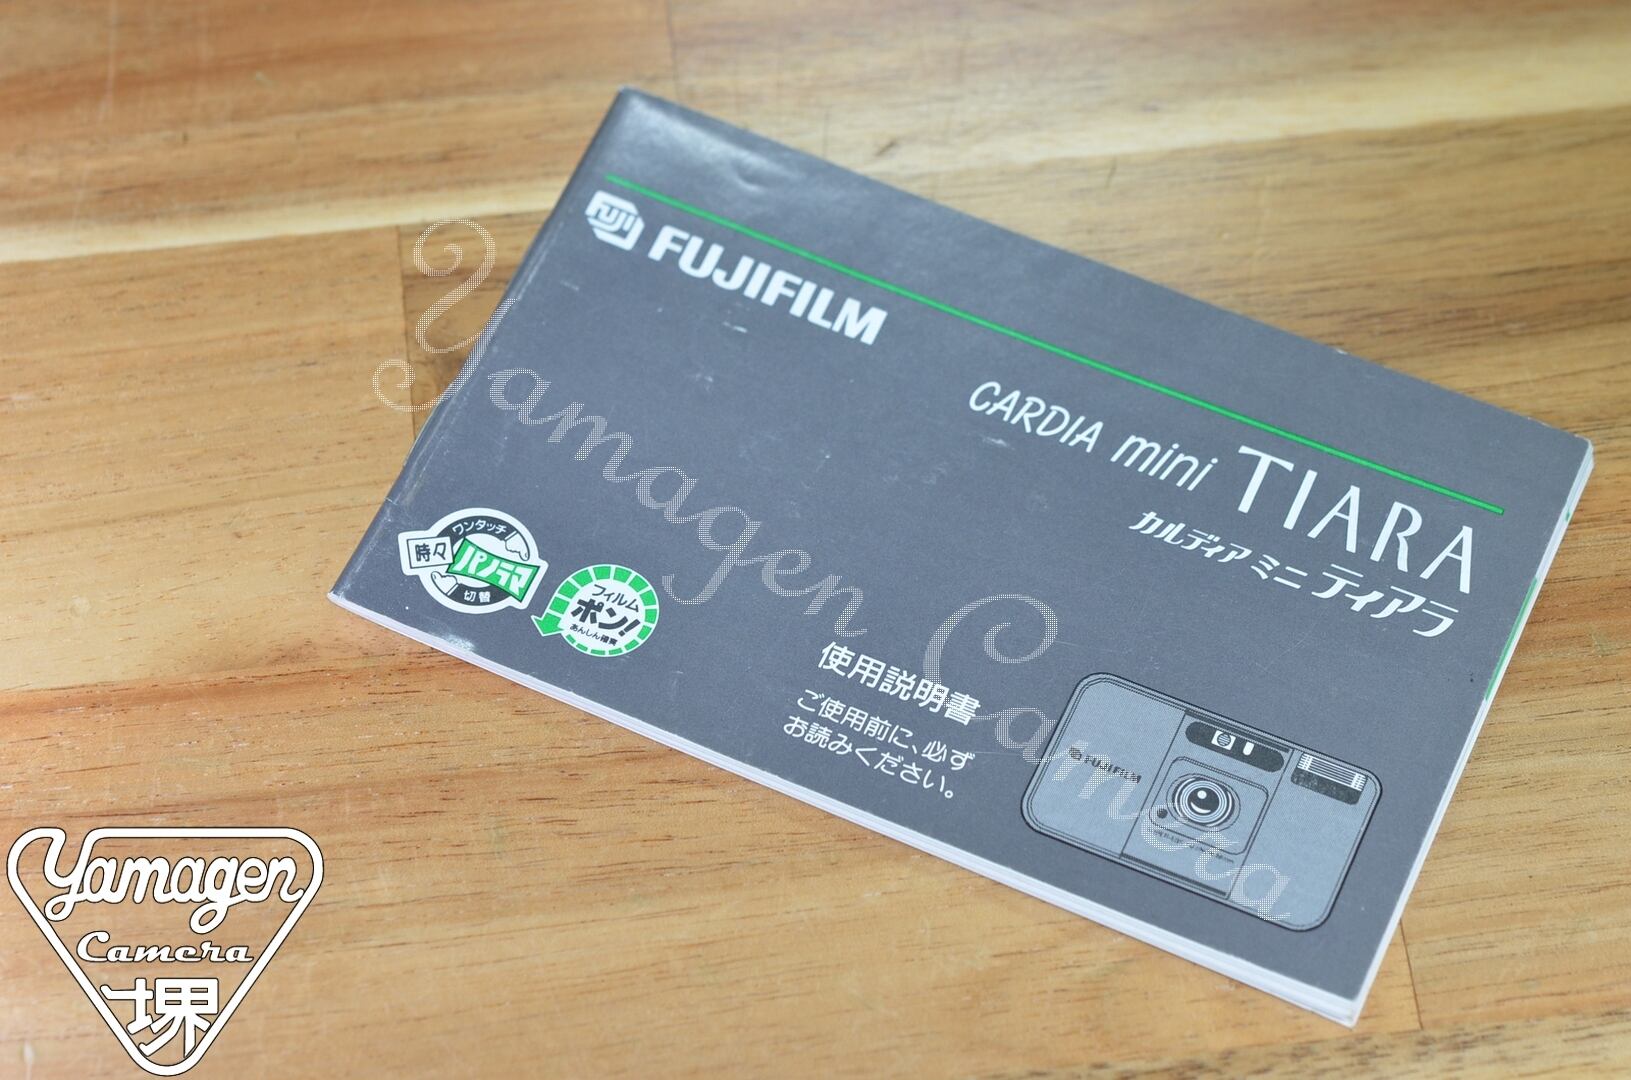 FUJI
FUJIFILM
CARDIA mini TIARA
カルディア ミニ ティアラ
ワンタッチ
時々
パノラマ
切替
フィルム
ポン!
あんしん確実
使用説明書
ご使用前に、必ず
お読みください。
FUJIFILM
Yamagen Camera
Yamagen
Camera
堺